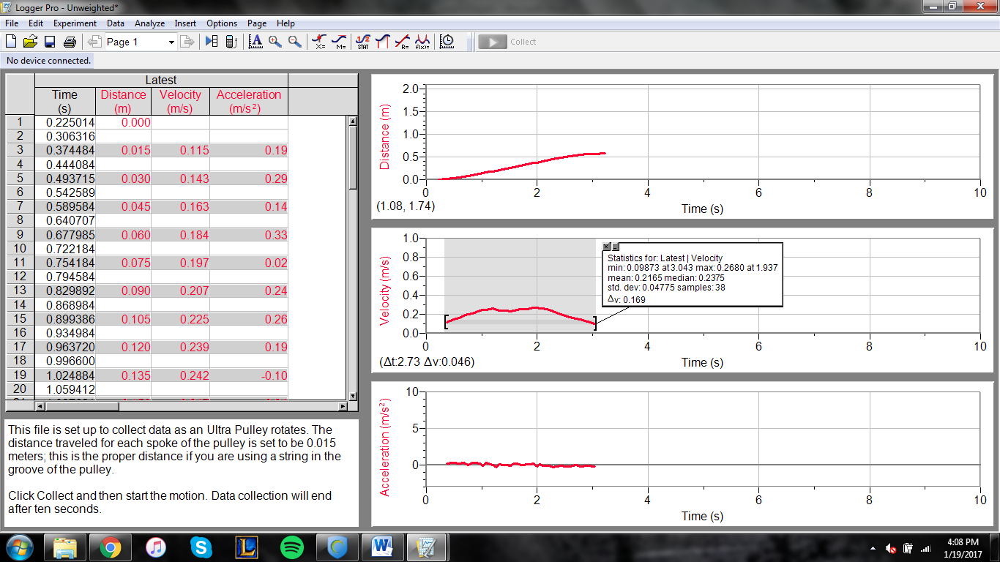 Logger Pro - Unweighted*
File Edit Experiment Data Analyze Insert Options Page Help
Page 1
Collect
No device connected.
Latest
Time Distance Velocity Acceleration
(s) (m) (m/s) (m/s²)
1 0.225014 0.000
2 0.306316
3 0.374484 0.015 0.115 0.19
4 0.444084
5 0.493715 0.030 0.143 0.29
6 0.542589
7 0.589584 0.045 0.163 0.14
8 0.640707
9 0.677985 0.060 0.184 0.33
10 0.722184
11 0.754184 0.075 0.197 0.02
12 0.794584
13 0.829892 0.090 0.207 0.24
14 0.868984
15 0.899386 0.105 0.225 0.26
16 0.934984
17 0.963720 0.120 0.239 0.19
18 0.996600
19 1.024884 0.135 0.242 -0.10
20 1.059412
This file is set up to collect data as an Ultra Pulley rotates. The
distance traveled for each spoke of the pulley is set to be 0.015
meters; this is the proper distance if you are using a string in the
groove of the pulley.
Click Collect and then start the motion. Data collection will end
after ten seconds.
Distance (m)
2.0
1.5
1.0
0.5
0.0
0 2 4 6 8 10
(1.08, 1.74)
Time (s)
Velocity (m/s)
1.0
0.8
0.6
0.4
0.2
0.0
Statistics for: Latest | Velocity
min: 0.09873 at 3.043 max: 0.2680 at 1.937
mean: 0.2165 median: 0.2375
std. dev: 0.04775 samples: 38
Δv: 0.169
0 2 4 6 8 10
(Δt:2.73 Δv:0.046)
Time (s)
Acceleration (m/s²)
10
5
0
0 2 4 6 8 10
Time (s)
4:08 PM
1/19/2017